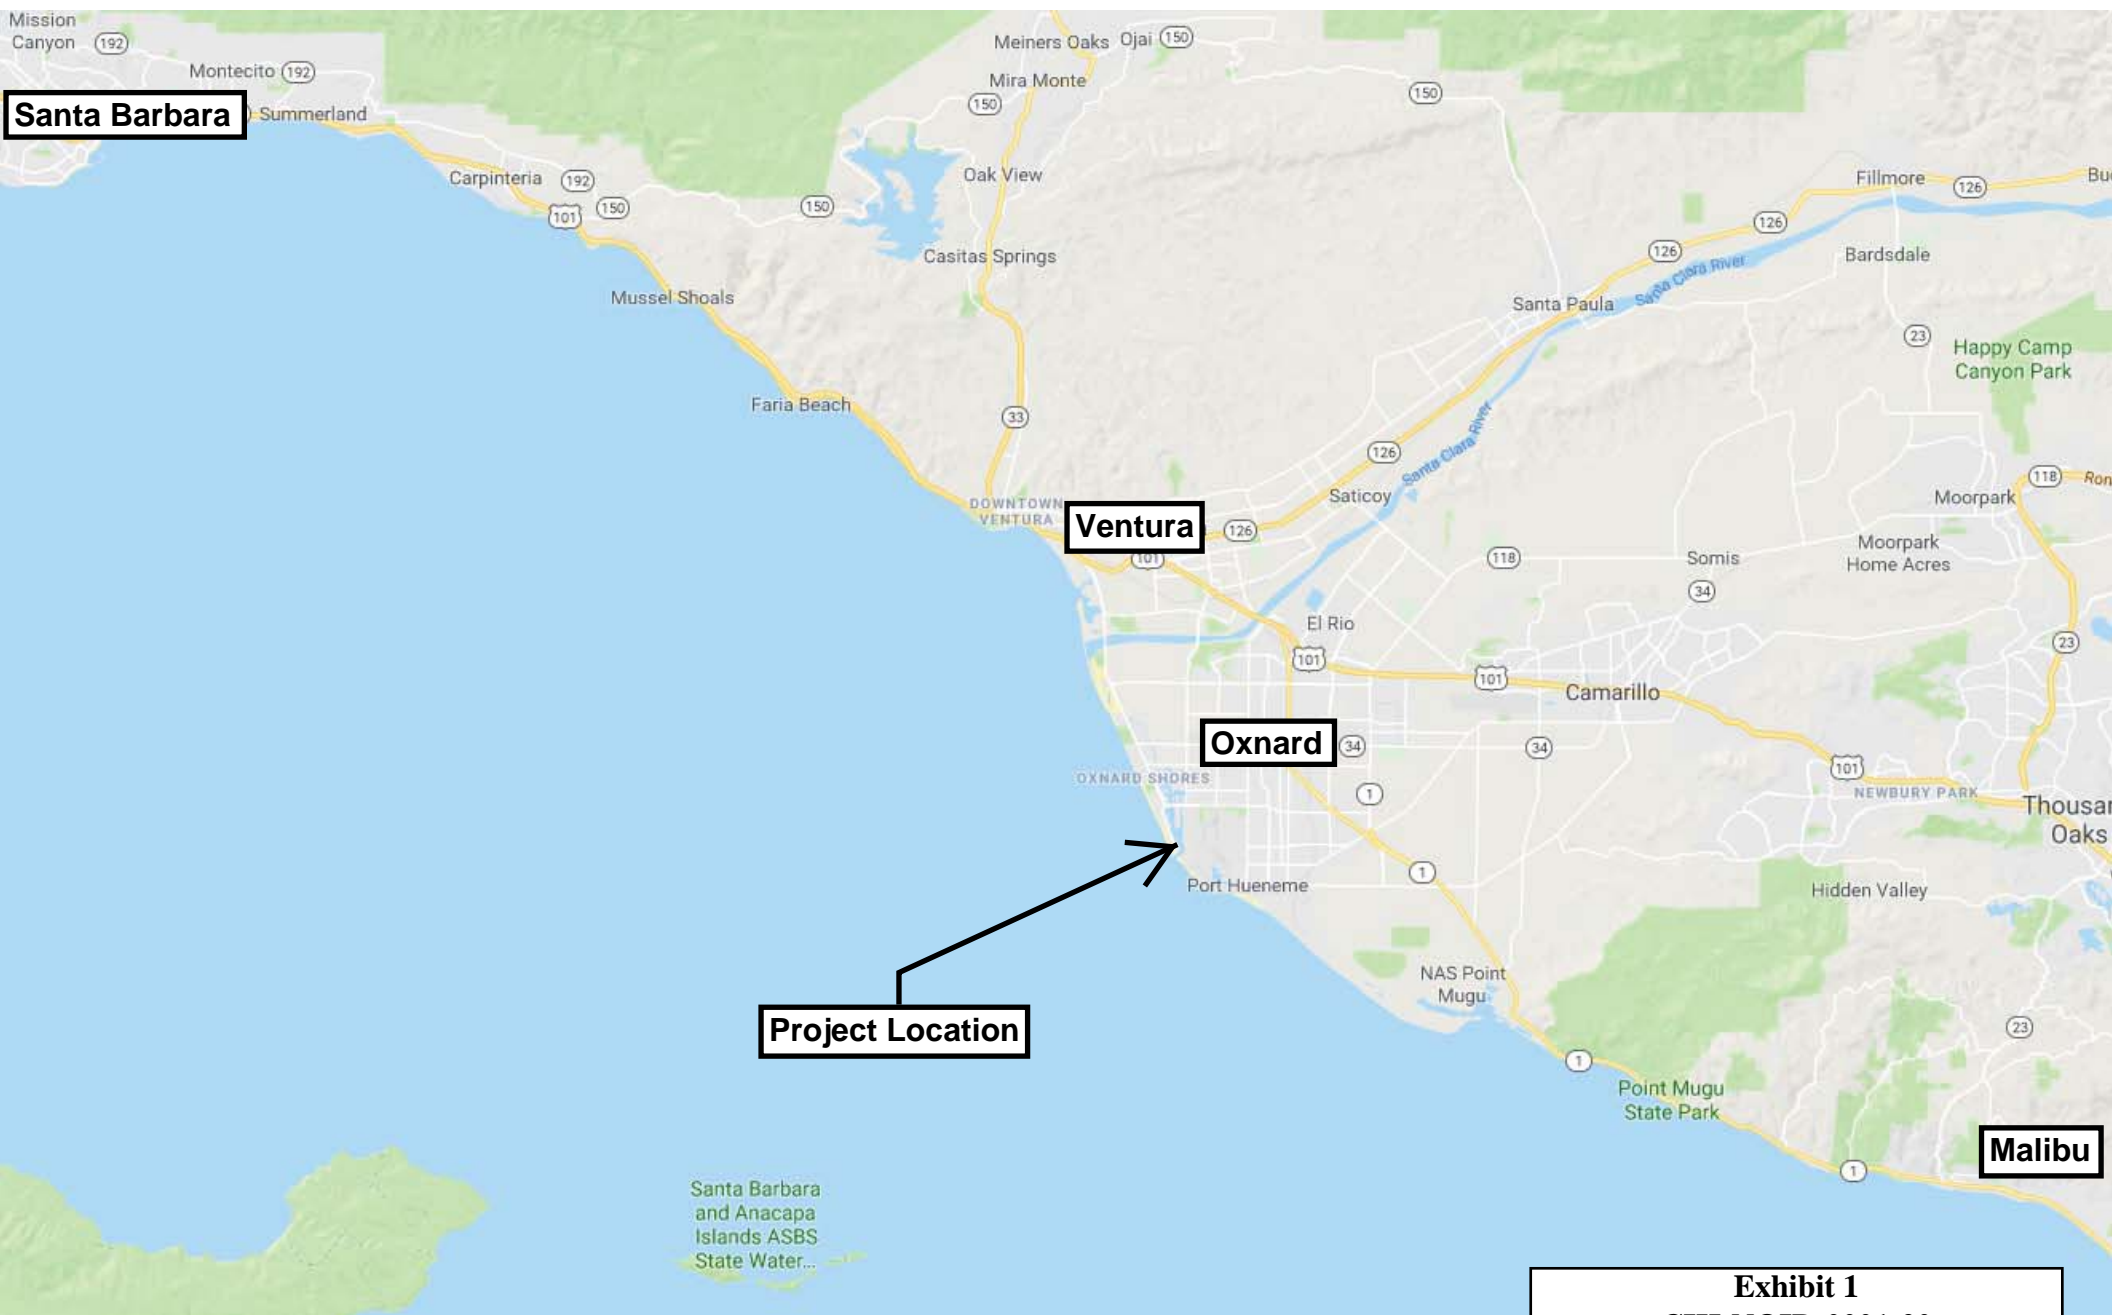 Mission
Canyon
192
Montecito
192
Santa Barbara
Summerland
Carpinteria
192
101
150
150
Mussel Shoals
Faria Beach
Meiners Oaks
Ojai
150
Mira Monte
150
Oak View
Casitas Springs
33
150
Fillmore
126
126
126
Bardsdale
Santa Clara River
Santa Paula
23
Happy Camp
Canyon Park
126
Santa Clara River
Saticoy
DOWNTOWN
VENTURA
Ventura
126
101
118
Moorpark
118
Somis
Moorpark
Home Acres
34
El Rio
101
101
Camarillo
23
Oxnard
34
34
OXNARD SHORES
1
101
NEWBURY PARK
Oaks
Port Hueneme
1
Hidden Valley
NAS Point
Mugu
Project Location
23
1
Point Mugu
State Park
Malibu
1
Santa Barbara
and Anacapa
Islands ASBS
State Water...
Exhibit 1